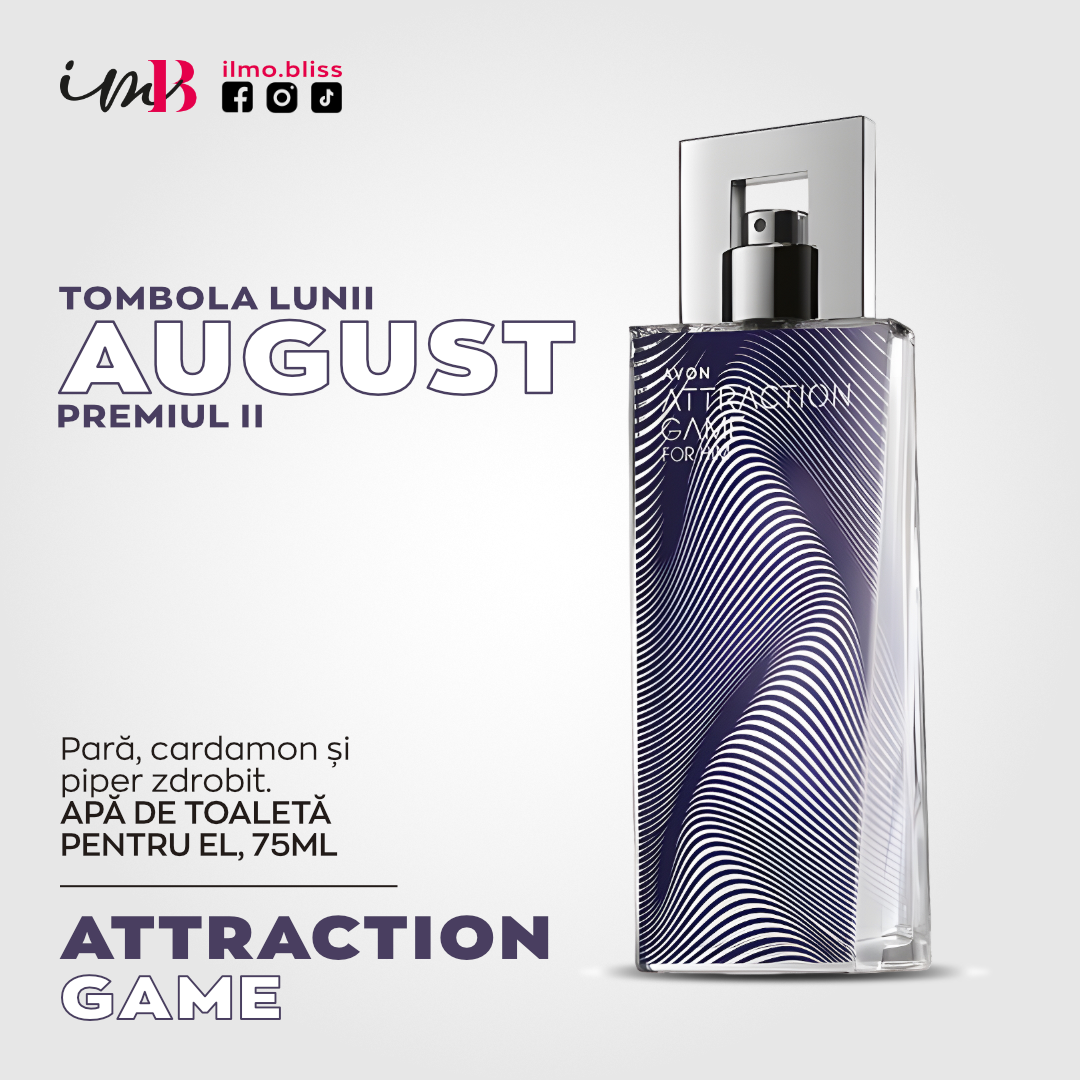 imB
ilmo.bliss
TOMBOLA LUNII
AUGUST
PREMIUL II
AVON
ATTRACTION
GAME
FOR HIM
Pară, cardamon și
piper zdrobit.
APĂ DE TOALETĂ
PENTRU EL, 75ML
ATTRACTION
GAME